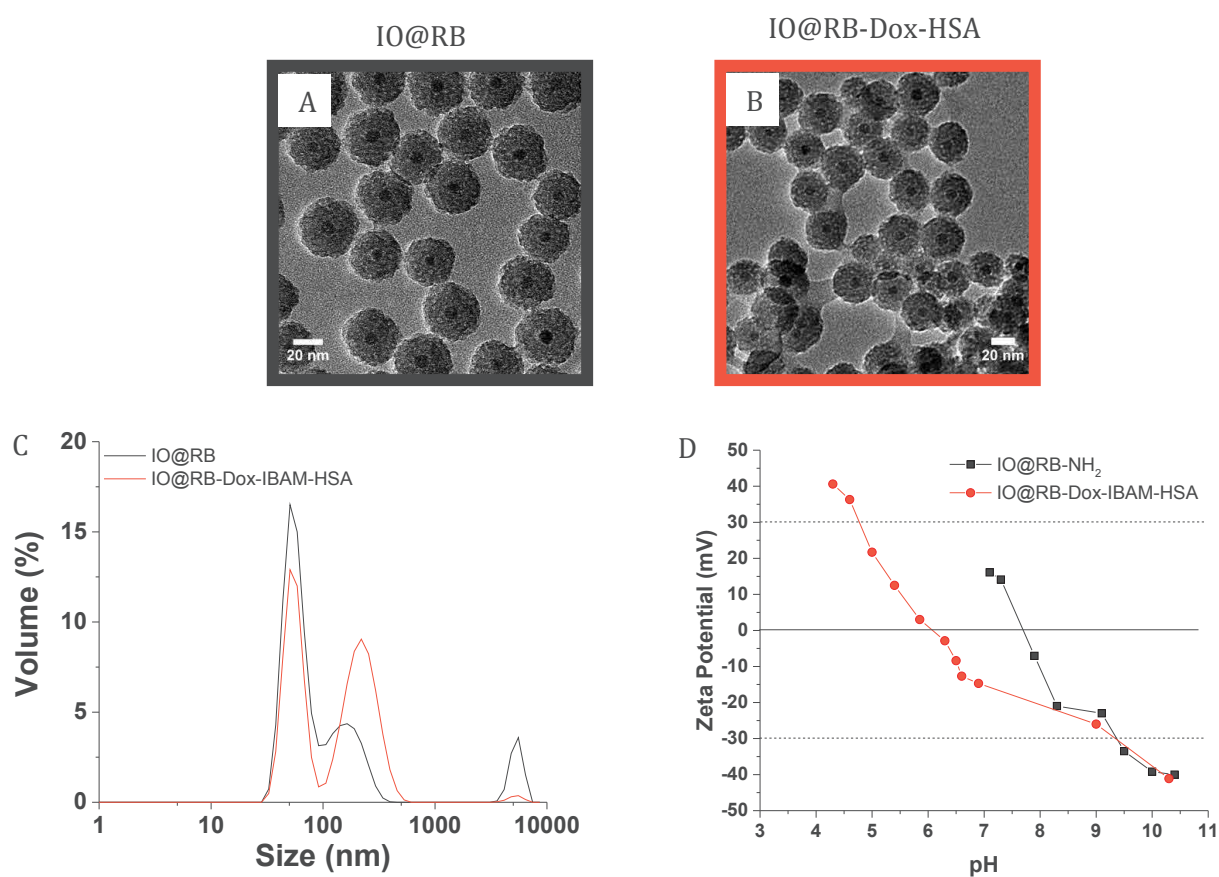 IO@RB
IO@RB-Dox-HSA
A
B
20 nm
20 nm
C
20
15
10
5
0
Volume (%)
IO@RB
IO@RB-Dox-IBAM-HSA
1
10
100
1000
10000
Size (nm)
D
50
40
30
20
10
0
-10
-20
-30
-40
-50
Zeta Potential (mV)
IO@RB-NH₂
IO@RB-Dox-IBAM-HSA
3
4
5
6
7
8
9
10
11
pH